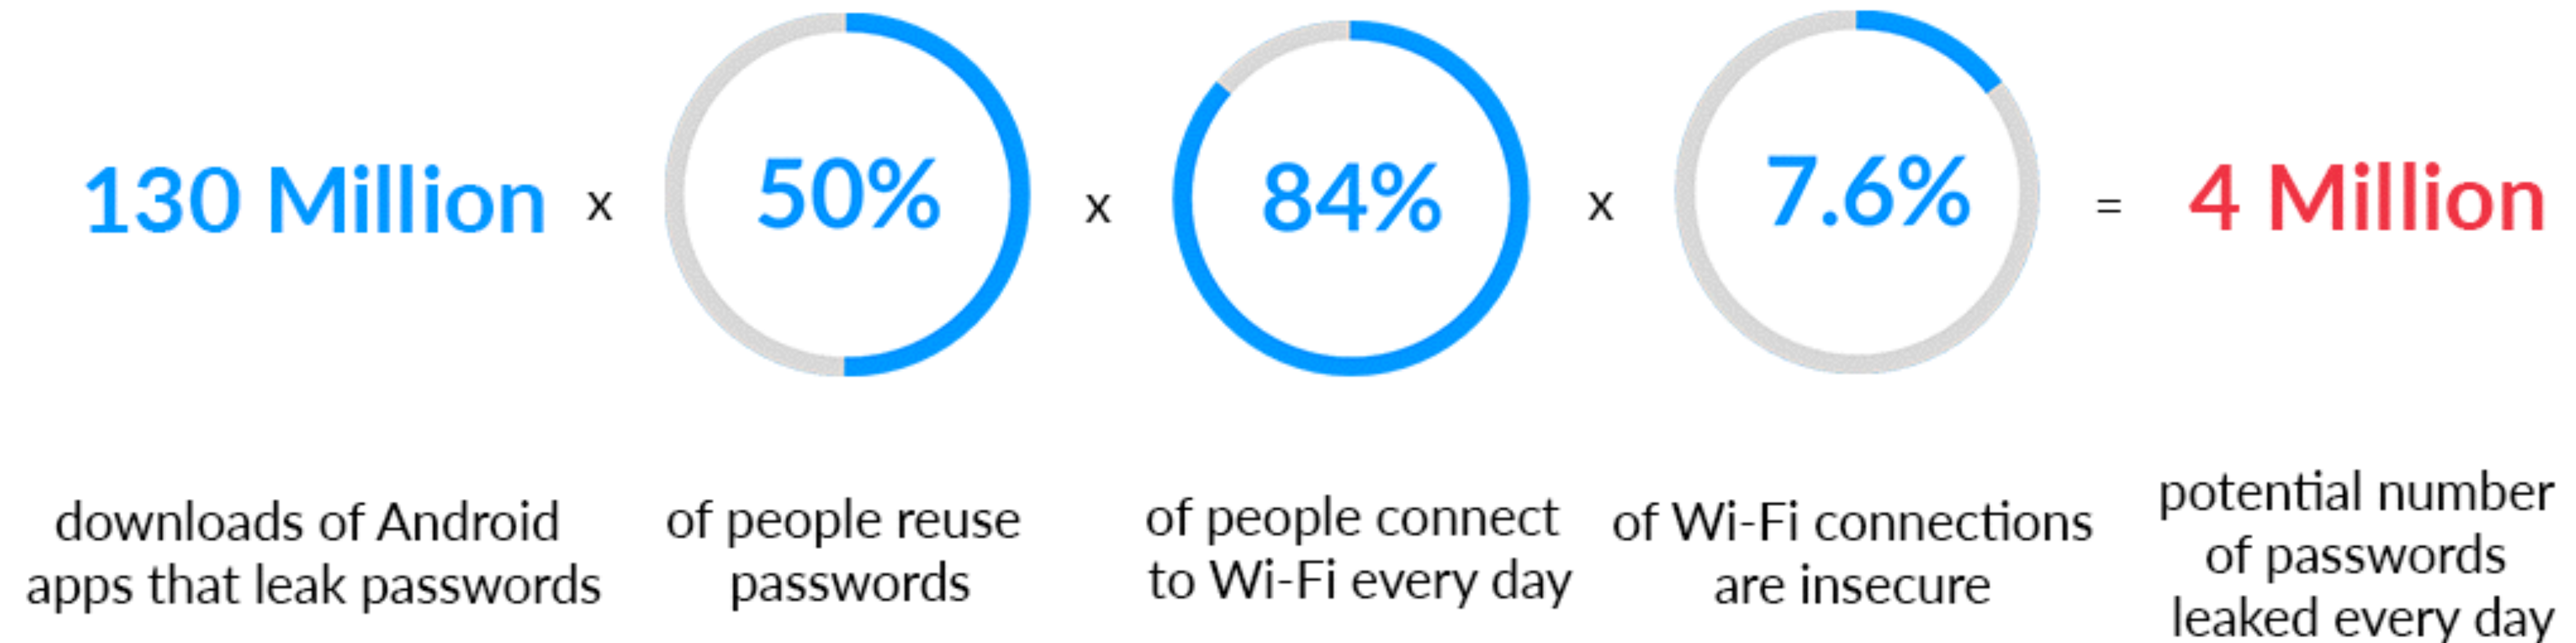 130 Million x 50% x 84% x 7.6% = 4 Million
downloads of Android
apps that leak passwords
of people reuse
passwords
of people connect
to Wi-Fi every day
of Wi-Fi connections
are insecure
potential number
of passwords
leaked every day